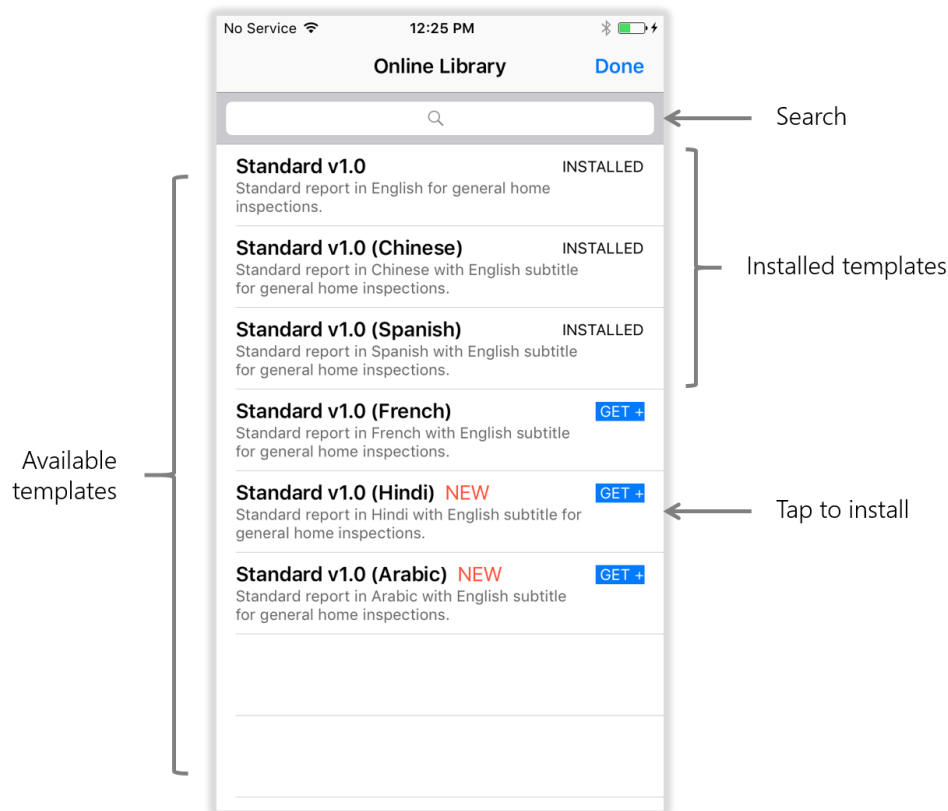 No Service 12:25 PM
Online Library Done
Search
Standard v1.0 INSTALLED
Standard report in English for general home
inspections.
Standard v1.0 (Chinese) INSTALLED
Standard report in Chinese with English subtitle
for general home inspections.
Installed templates
Standard v1.0 (Spanish) INSTALLED
Standard report in Spanish with English subtitle
for general home inspections.
Standard v1.0 (French) GET +
Standard report in French with English subtitle
for general home inspections.
Available
templates
Standard v1.0 (Hindi) NEW GET +
Standard report in Hindi with English subtitle for
general home inspections.
Tap to install
Standard v1.0 (Arabic) NEW GET +
Standard report in Arabic with English subtitle
for general home inspections.